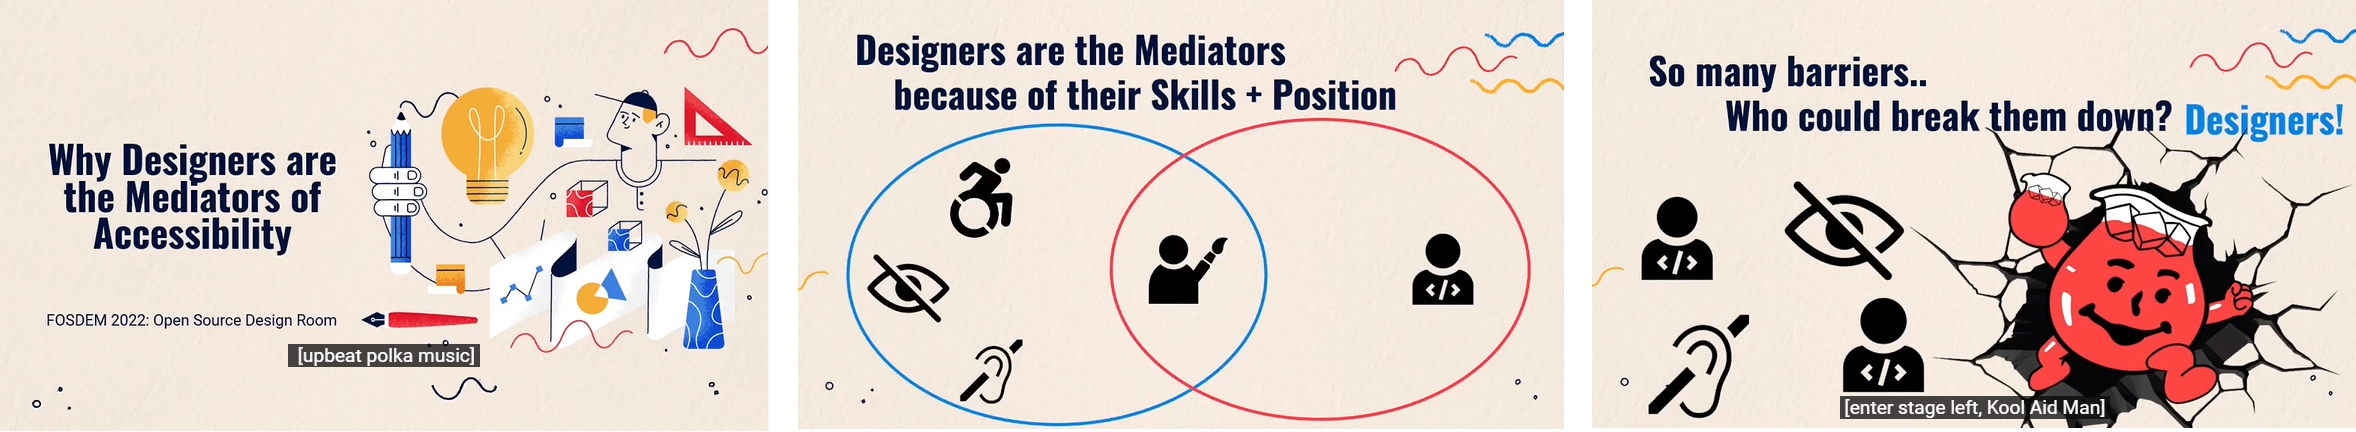 Why Designers are
the Mediators of
Accessibility
FOSDEM 2022: Open Source Design Room
[upbeat polka music]
Designers are the Mediators
because of their Skills + Position
</>
So many barriers..
Who could break them down? Designers!
</>
</>
[enter stage left, Kool Aid Man]